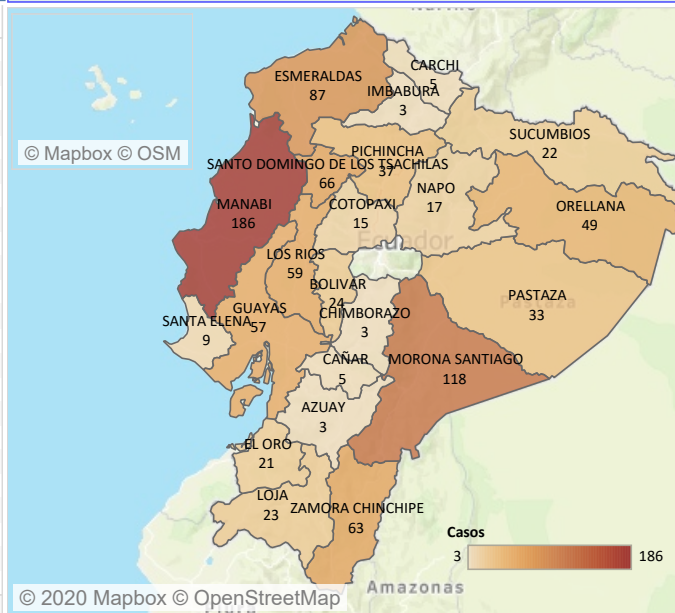 Nariño
© Mapbox © OSM
CARCHI
5
ESMERALDAS
87
IMBABURA
3
SUCUMBIOS
22
PICHINCHA
37
SANTO DOMINGO DE LOS TSACHILAS
66
NAPO
17
MANABI
186
COTOPAXI
15
ORELLANA
49
Ecuador
LOS RIOS
59
BOLIVAR
24
PASTAZA
Pastaza
33
GUAYAS
57
CHIMBORAZO
3
SANTA ELENA
9
CAÑAR
5
MORONA SANTIAGO
118
AZUAY
3
EL ORO
21
LOJA
23
ZAMORA CHINCHIPE
63
Casos
3
186
Amazonas
© 2020 Mapbox © OpenStreetMap